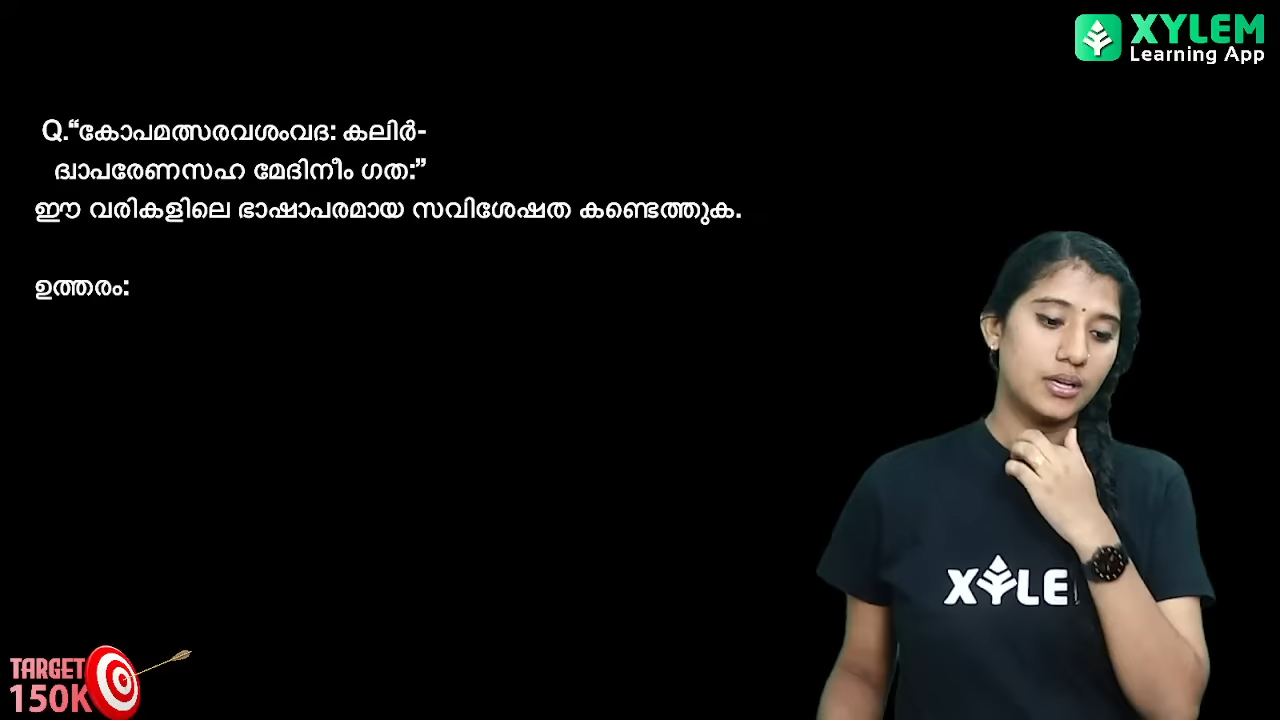 XYLEM
Learning App
Q.“കോപമത്സരവശംവദ: കലിർ-
ദ്വാപരേണസഹ മേദിനീം ഗത:”
ഈ വരികളിലെ ഭാഷാപരമായ സവിശേഷത കണ്ടെത്തുക.
ഉത്തരം:
XYLE
TARGET
150K